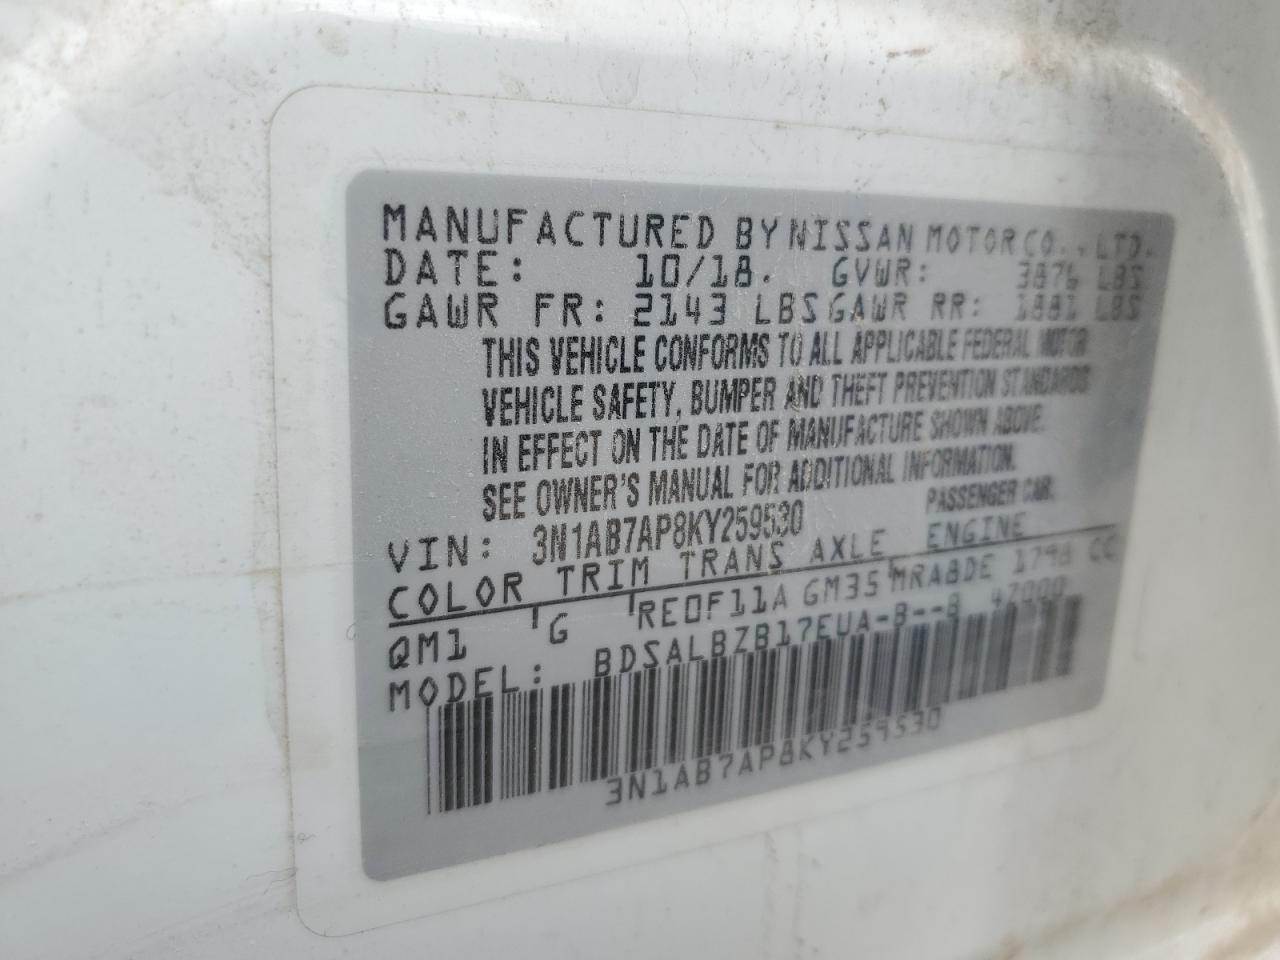 MANUFACTURED BY NISSAN MOTOR CO., LTD.
DATE: 10/18. GVWR: 3876 LBS
GAWR FR: 2143 LBS GAWR RR: 1881 LBS
THIS VEHICLE CONFORMS TO ALL APPLICABLE FEDERAL MOTOR
VEHICLE SAFETY, BUMPER AND THEFT PREVENTION STANDARDS
IN EFFECT ON THE DATE OF MANUFACTURE SHOWN ABOVE.
SEE OWNER'S MANUAL FOR ADDITIONAL INFORMATION.
VIN: 3N1AB7AP8KY259530 PASSENGER CAR.
COLOR TRIM TRANS AXLE ENGINE
QM1 G RE0F11A GM35 MRA8DE 1798 CC
MODEL: BDSALBZB17EUA-B--B 47000
3N1AB7AP8KY259530